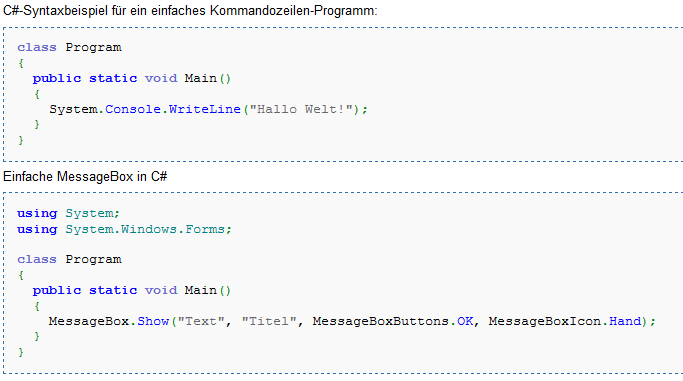 C#-Syntaxbeispiel für ein einfaches Kommandozeilen-Programm:
class Program
{
  public static void Main()
  {
    System.Console.WriteLine("Hallo Welt!");
  }
}
Einfache MessageBox in C#
using System;
using System.Windows.Forms;

class Program
{
  public static void Main()
  {
    MessageBox.Show("Text", "Titel", MessageBoxButtons.OK, MessageBoxIcon.Hand);
  }
}